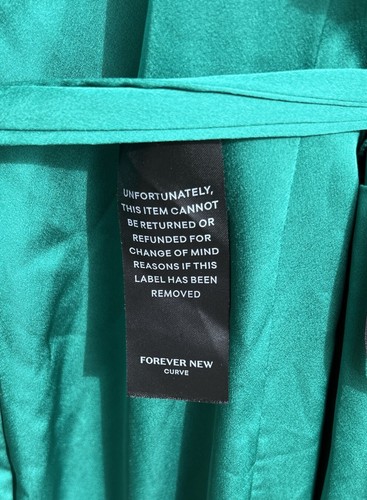 UNFORTUNATELY,
THIS ITEM CANNOT
BE RETURNED OR
REFUNDED FOR
CHANGE OF MIND
REASONS IF THIS
LABEL HAS BEEN
REMOVED
FOREVER NEW
CURVE